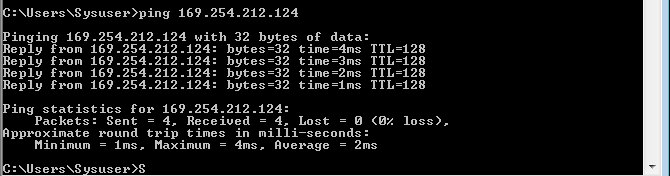 C:\Users\Sysuser>ping 169.254.212.124
Pinging 169.254.212.124 with 32 bytes of data:
Reply from 169.254.212.124: bytes=32 time=4ms TTL=128
Reply from 169.254.212.124: bytes=32 time=3ms TTL=128
Reply from 169.254.212.124: bytes=32 time=2ms TTL=128
Reply from 169.254.212.124: bytes=32 time=1ms TTL=128
Ping statistics for 169.254.212.124:
Packets: Sent = 4, Received = 4, Lost = 0 (0% loss),
Approximate round trip times in milli-seconds:
Minimum = 1ms, Maximum = 4ms, Average = 2ms
C:\Users\Sysuser>S